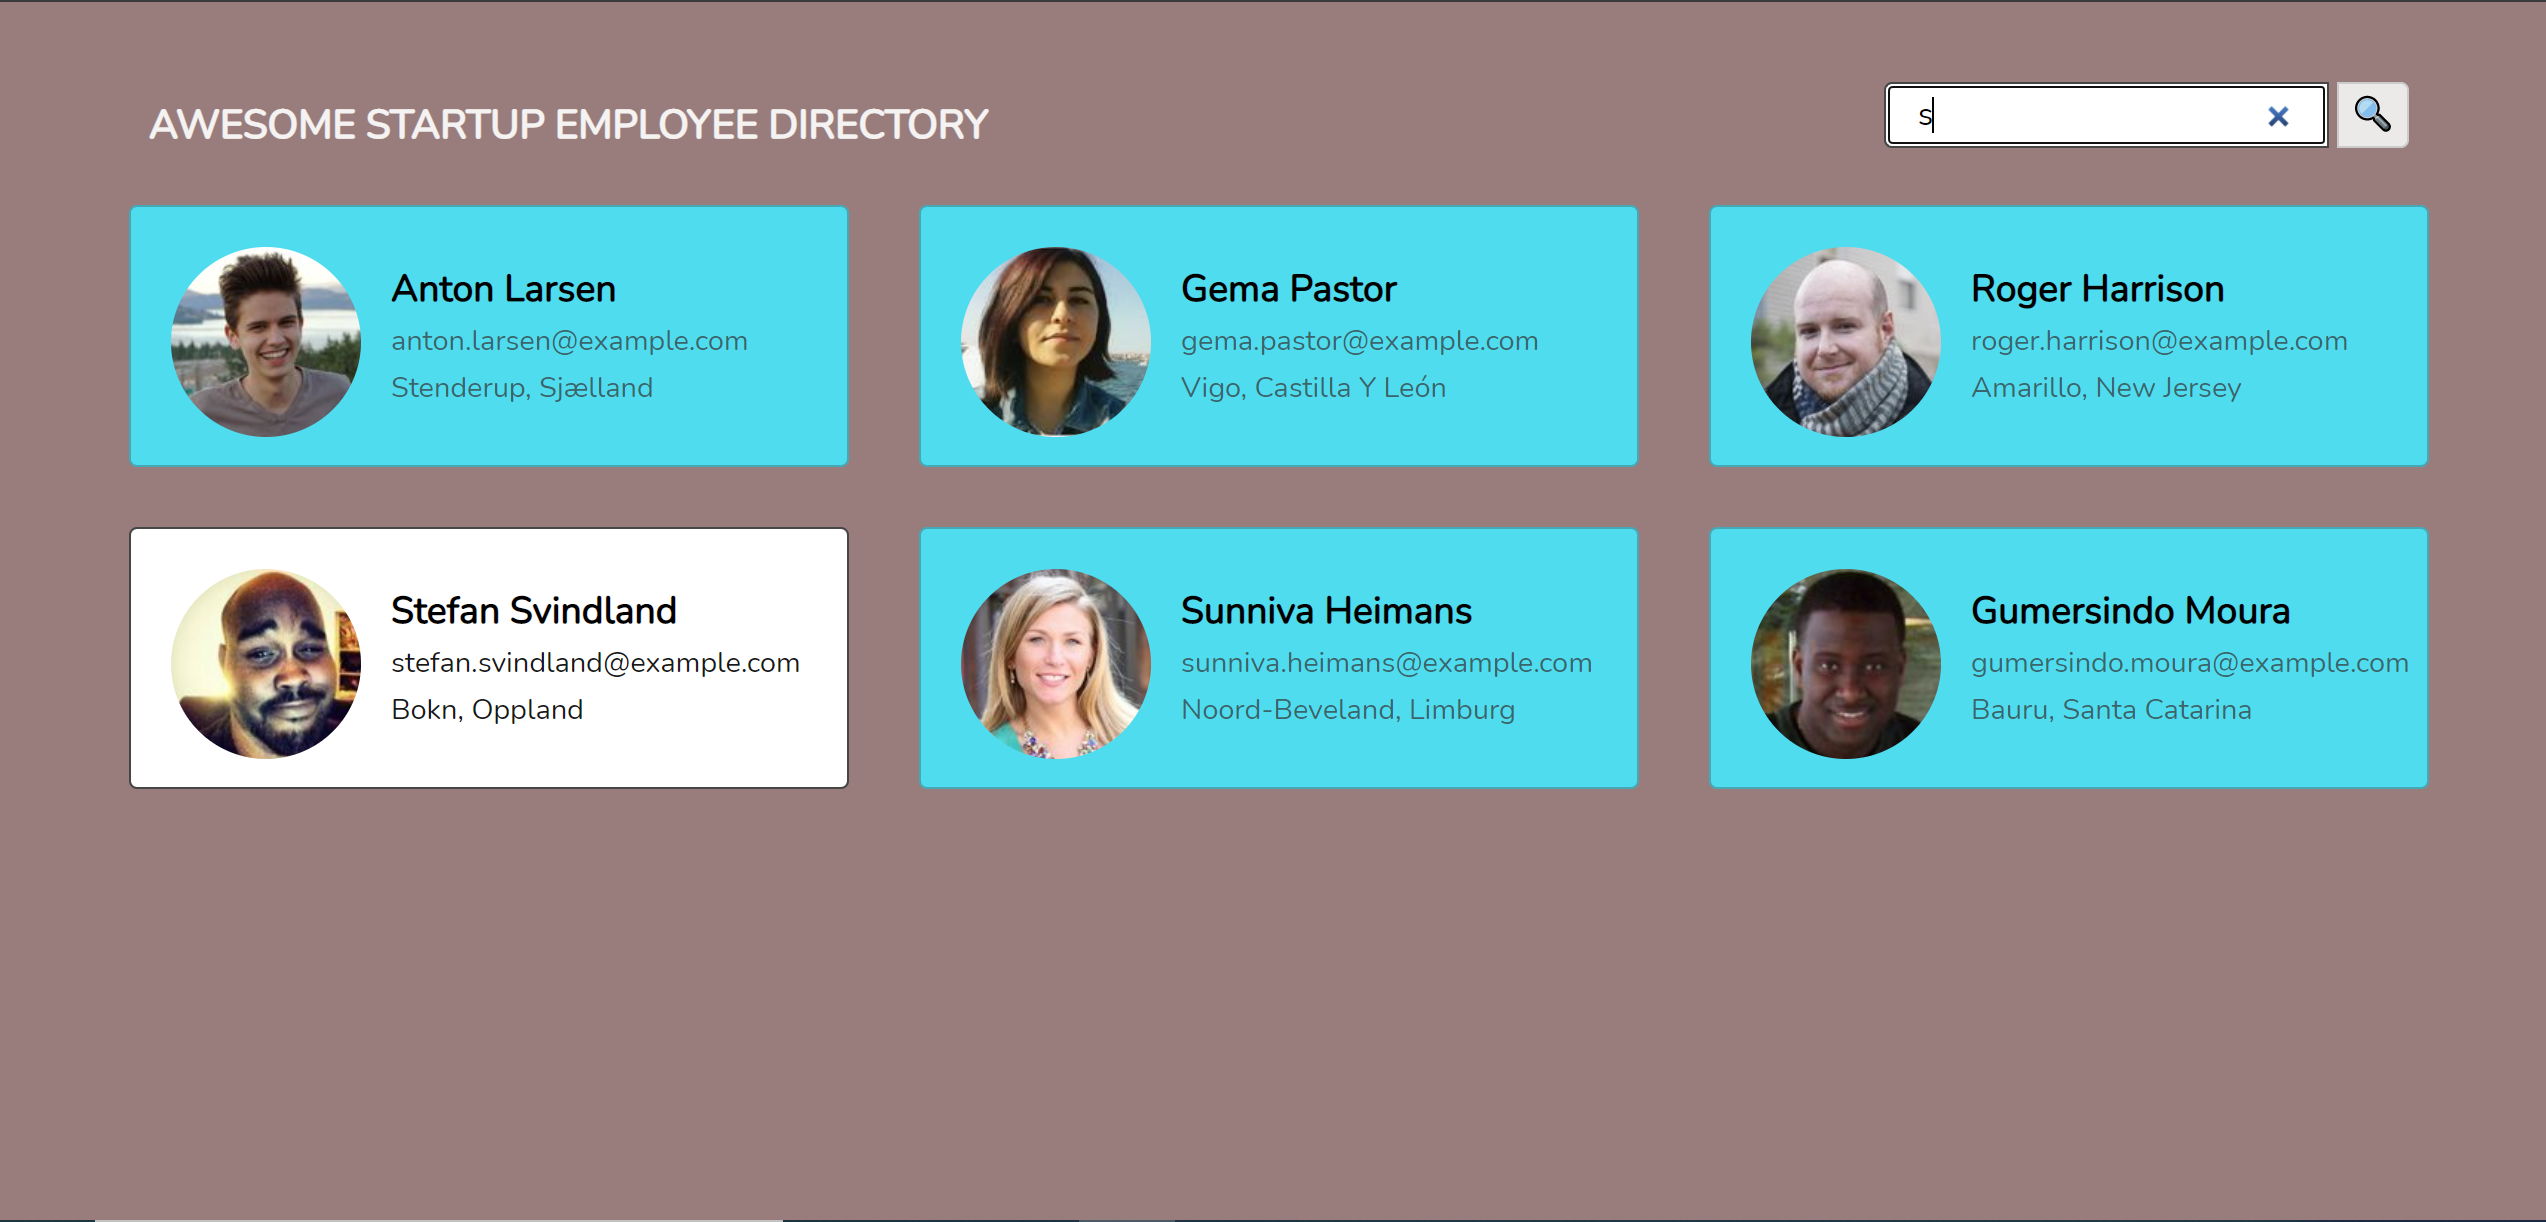 AWESOME STARTUP EMPLOYEE DIRECTORY
s
Anton Larsen
anton.larsen@example.com
Stenderup, Sjælland
Gema Pastor
gema.pastor@example.com
Vigo, Castilla Y León
Roger Harrison
roger.harrison@example.com
Amarillo, New Jersey
Stefan Svindland
stefan.svindland@example.com
Bokn, Oppland
Sunniva Heimans
sunniva.heimans@example.com
Noord-Beveland, Limburg
Gumersindo Moura
gumersindo.moura@example.com
Bauru, Santa Catarina